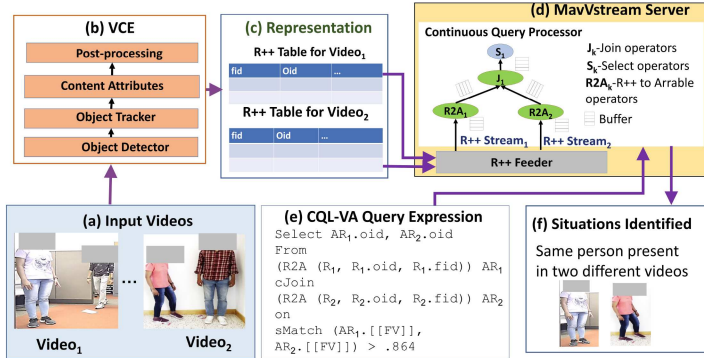 (b) VCE
Post-processing
Content Attributes
Object Tracker
Object Detector
(c) Representation
R++ Table for Video₁
fid Oid ...
R++ Table for Video₂
fid Oid ...
(d) MavVstream Server
Continuous Query Processor
S₁
J₁
R2A₁
R2A₂
Jₖ-Join operators
Sₖ-Select operators
R2Aₖ-R++ to Arrable
operators
Buffer
R++ Stream₁
R++ Stream₂
R++ Feeder
(a) Input Videos
...
Video₁
Video₂
(e) CQL-VA Query Expression
Select AR₁.oid, AR₂.oid
From
(R2A (R₁, R₁.oid, R₁.fid)) AR₁
cJoin
(R2A (R₂, R₂.oid, R₂.fid)) AR₂
on
sMatch (AR₁.[[FV]],
AR₂.[[FV]]) > .864
(f) Situations Identified
Same person present
in two different videos